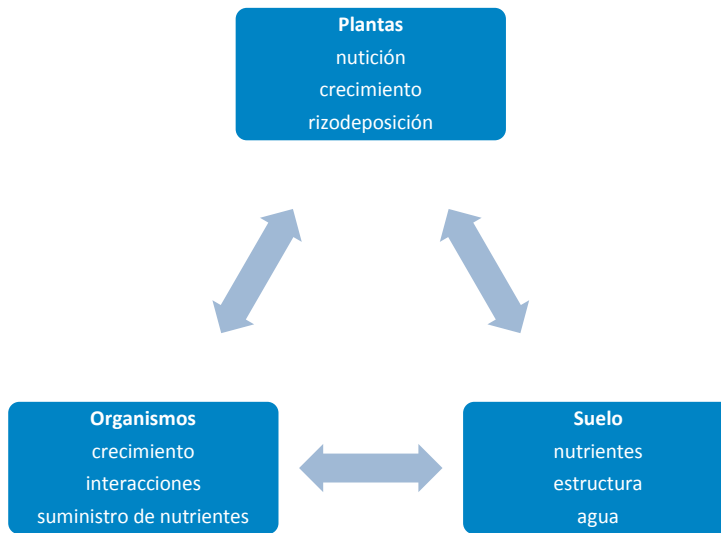 Plantas
nutición
crecimiento
rizodeposición
Organismos
crecimiento
interacciones
suministro de nutrientes
Suelo
nutrientes
estructura
agua